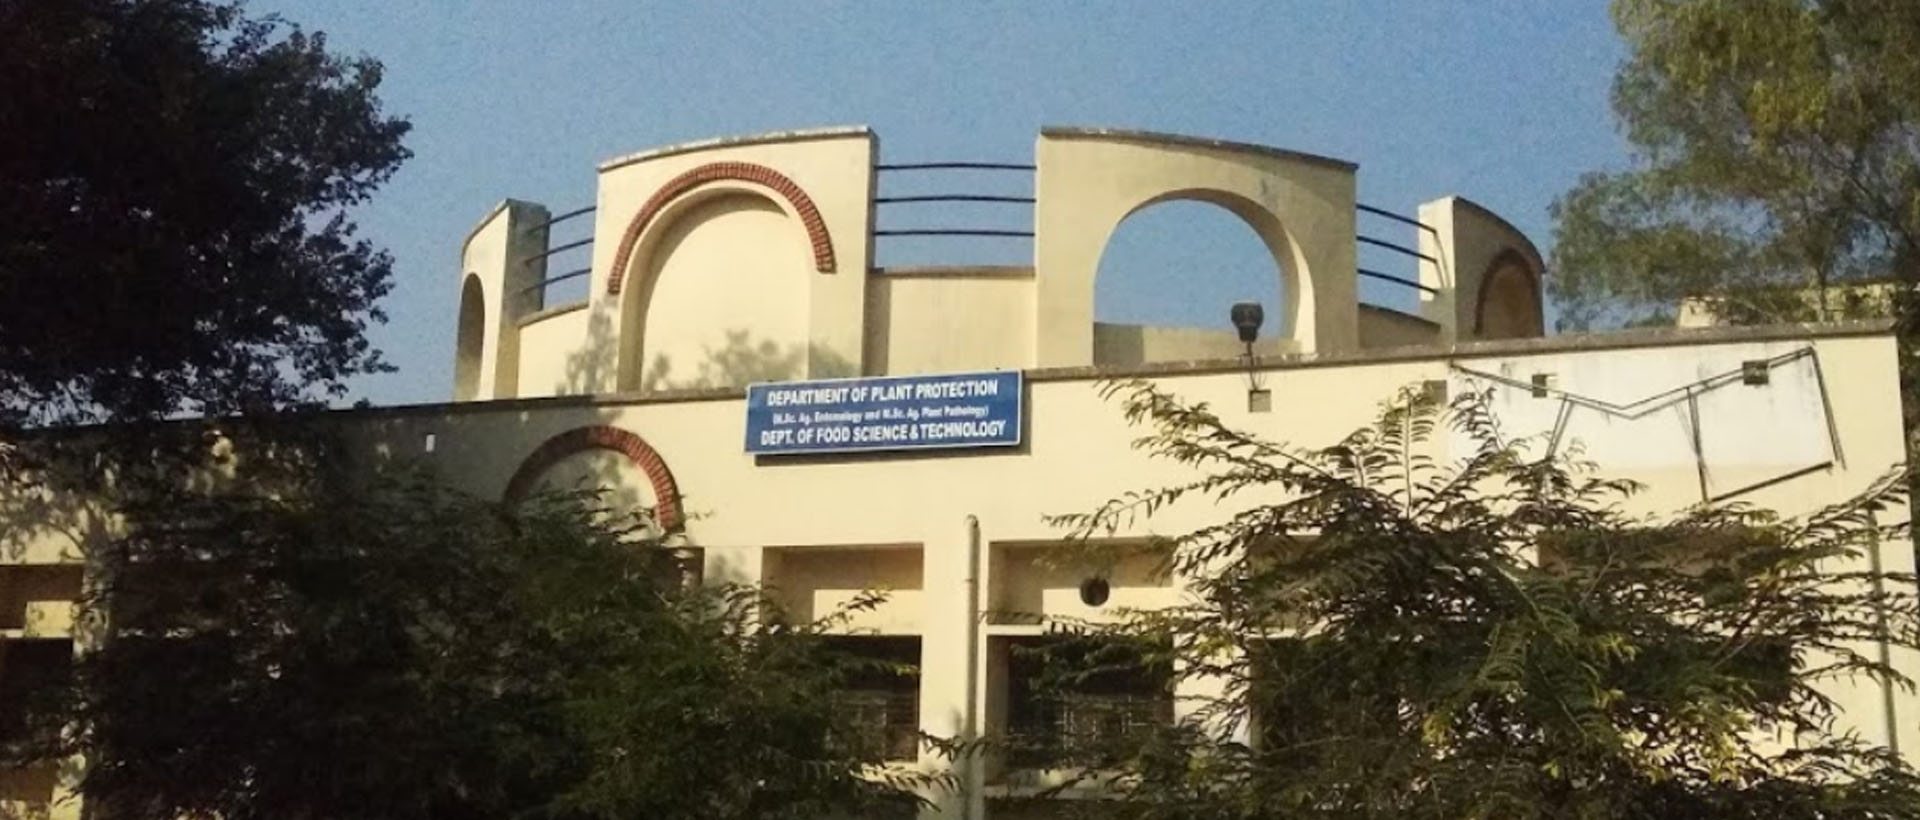 DEPARTMENT OF PLANT PROTECTION
(M.Sc. Ag. Entomology and M.Sc. Ag. Plant Pathology)
DEPT. OF FOOD SCIENCE & TECHNOLOGY